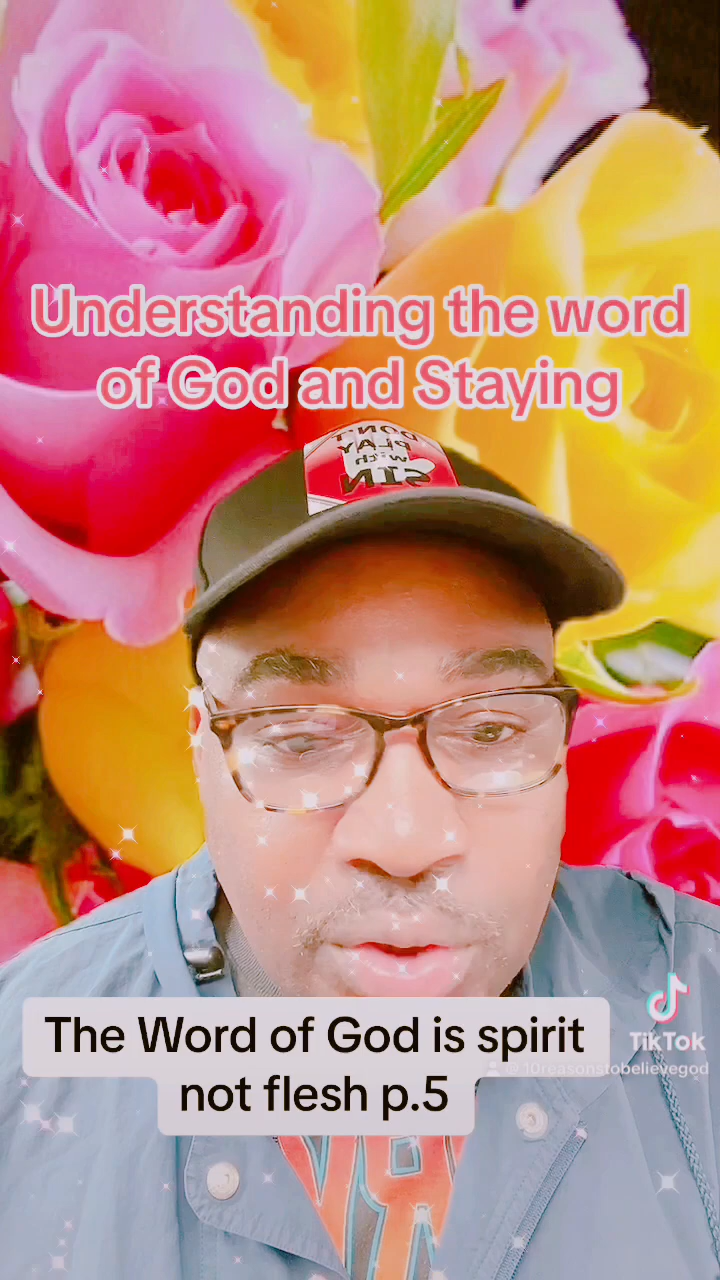 Understanding the word
of God and Staying
DON'T
PLAY
with
SIN
The Word of God is spirit
not flesh p.5
TikTok
@10reasonstobelievegod